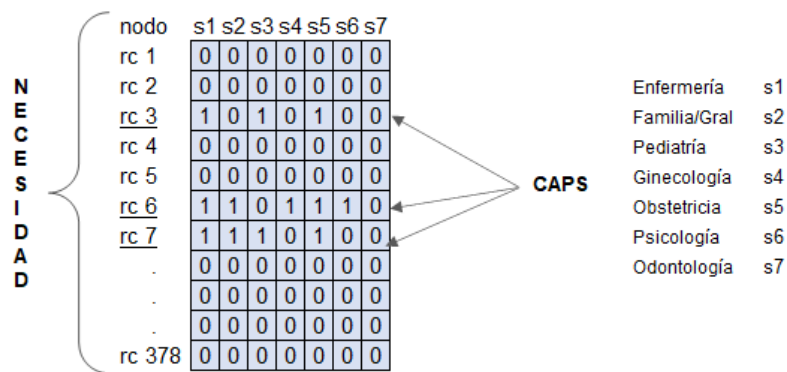 NECESIDAD
nodo s1 s2 s3 s4 s5 s6 s7
rc 1 0 0 0 0 0 0 0
rc 2 0 0 0 0 0 0 0
rc 3 1 0 1 0 1 0 0
rc 4 0 0 0 0 0 0 0
rc 5 0 0 0 0 0 0 0
rc 6 1 1 0 1 1 1 0
rc 7 1 1 1 0 1 0 0
. 0 0 0 0 0 0 0
. 0 0 0 0 0 0 0
. 0 0 0 0 0 0 0
rc 378 0 0 0 0 0 0 0
CAPS
Enfermería s1
Familia/Gral s2
Pediatría s3
Ginecología s4
Obstetricia s5
Psicología s6
Odontología s7